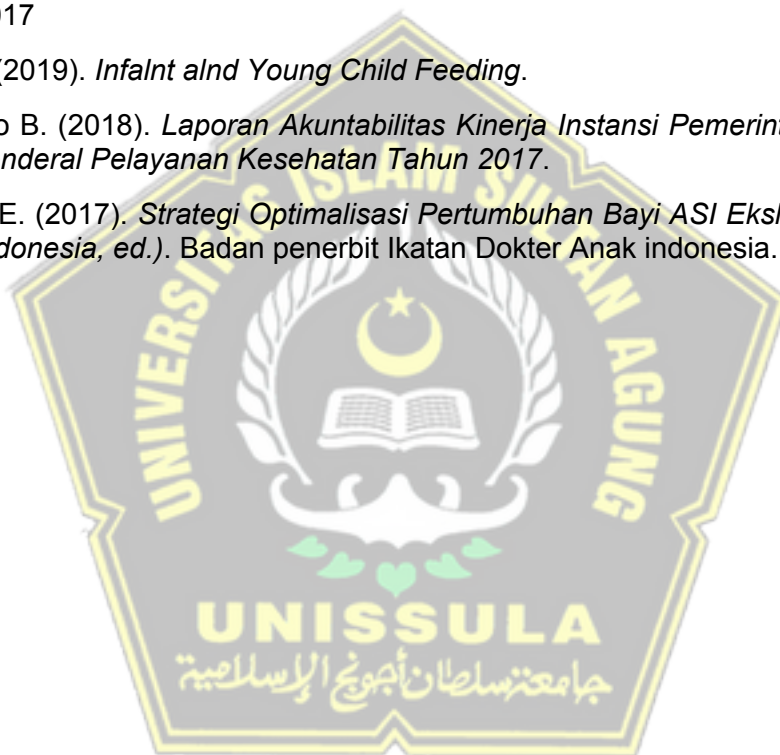 017
(2019). Infalnt alnd Young Child Feeding.
o B. (2018). Laporan Akuntabilitas Kinerja Instansi Pemerint
nderal Pelayanan Kesehatan Tahun 2017.
E. (2017). Strategi Optimalisasi Pertumbuhan Bayi ASI Eksl
donesia, ed.). Badan penerbit Ikatan Dokter Anak indonesia.
UNIVERSITAS ISLAM SULTAN AGUNG
UNISSULA
جامعة سلطان أجونج الإسلامية